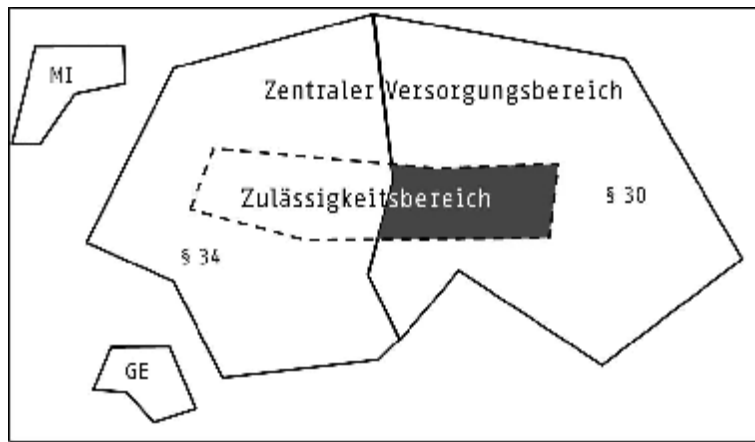 MI
Zentraler Versorgungsbereich
Zulässigkeitsbereich
§ 30
§ 34
GE